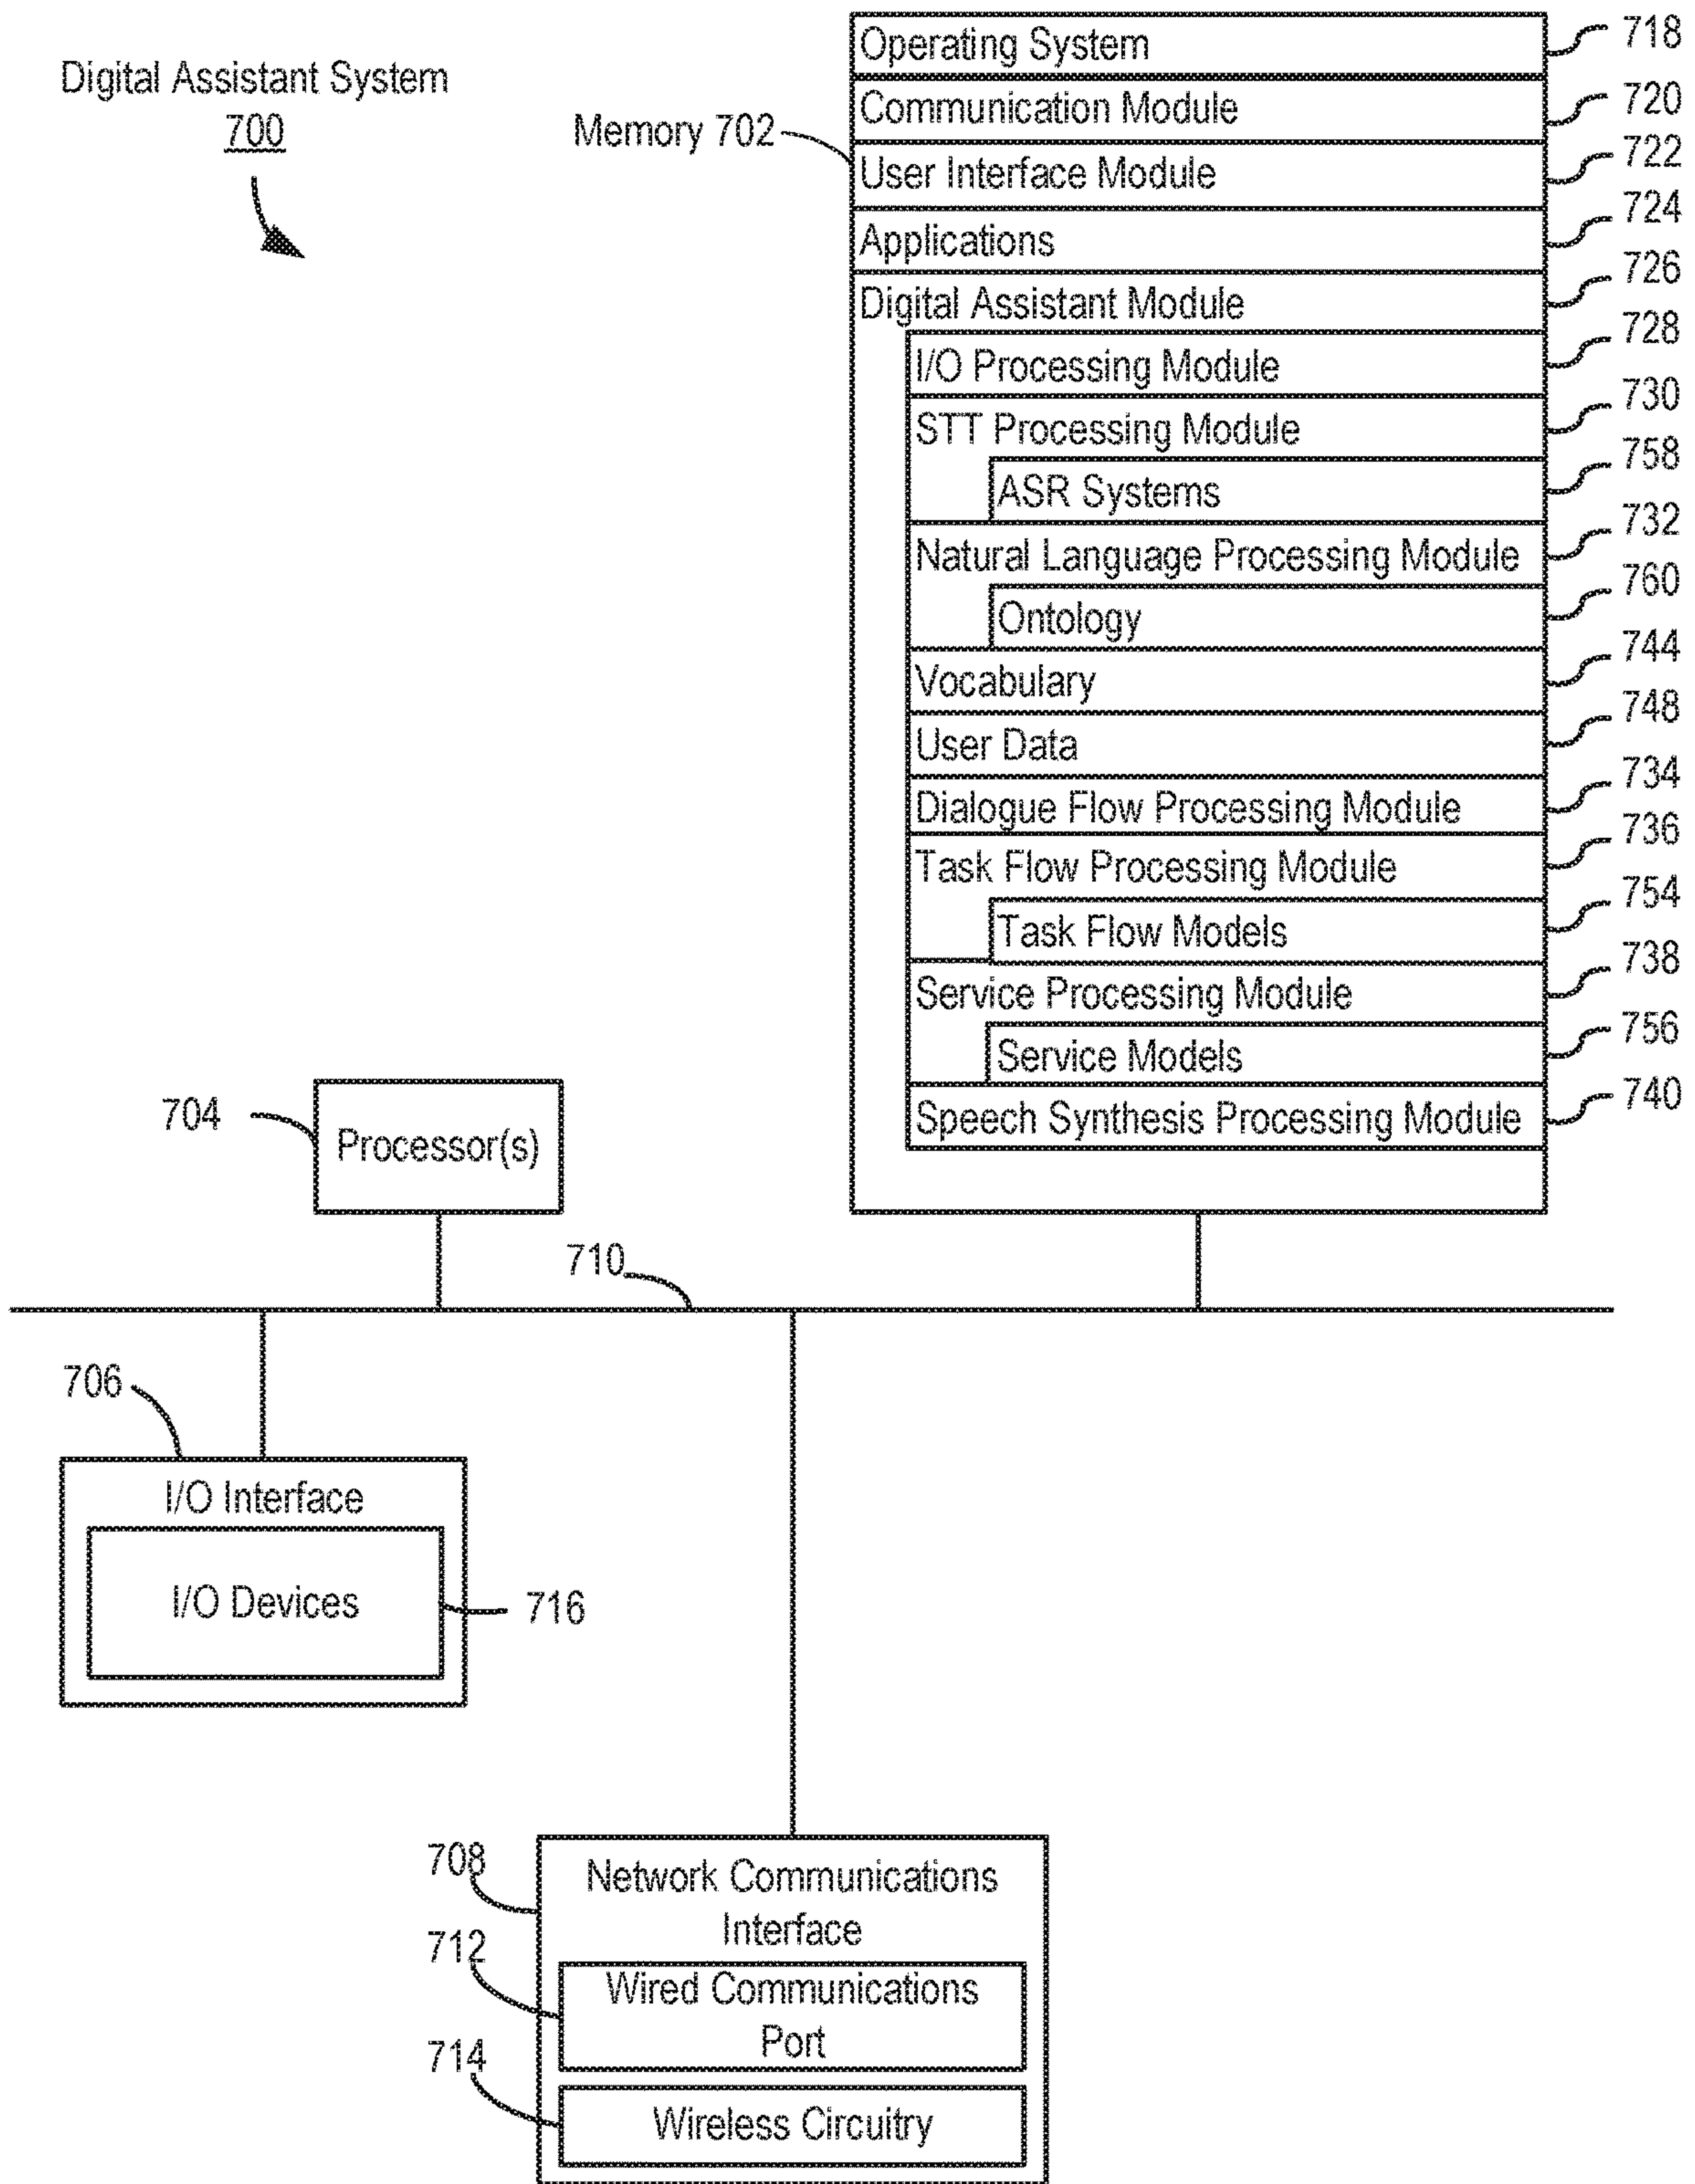 Digital Assistant System
700
Memory 702
Operating System 718
Communication Module 720
User Interface Module 722
Applications 724
Digital Assistant Module 726
I/O Processing Module 728
STT Processing Module 730
ASR Systems 758
Natural Language Processing Module 732
Ontology 760
Vocabulary 744
User Data 748
Dialogue Flow Processing Module 734
Task Flow Processing Module 736
Task Flow Models 754
Service Processing Module 738
Service Models 756
Speech Synthesis Processing Module 740
704
Processor(s)
710
706
I/O Interface
I/O Devices
716
708
Network Communications
Interface
712
Wired Communications
Port
714
Wireless Circuitry